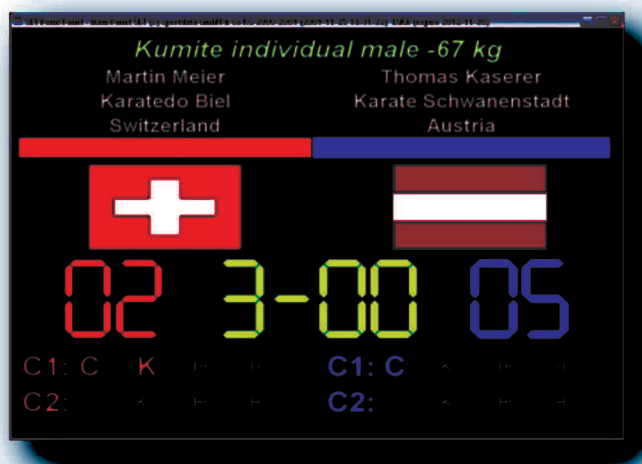 Kumite individual male -67 kg
Martin Meier Thomas Kaserer
Karatedo Biel Karate Schwanenstadt
Switzerland Austria
02 3-00 05
C1: C K C1: C K
C2: K C2: K